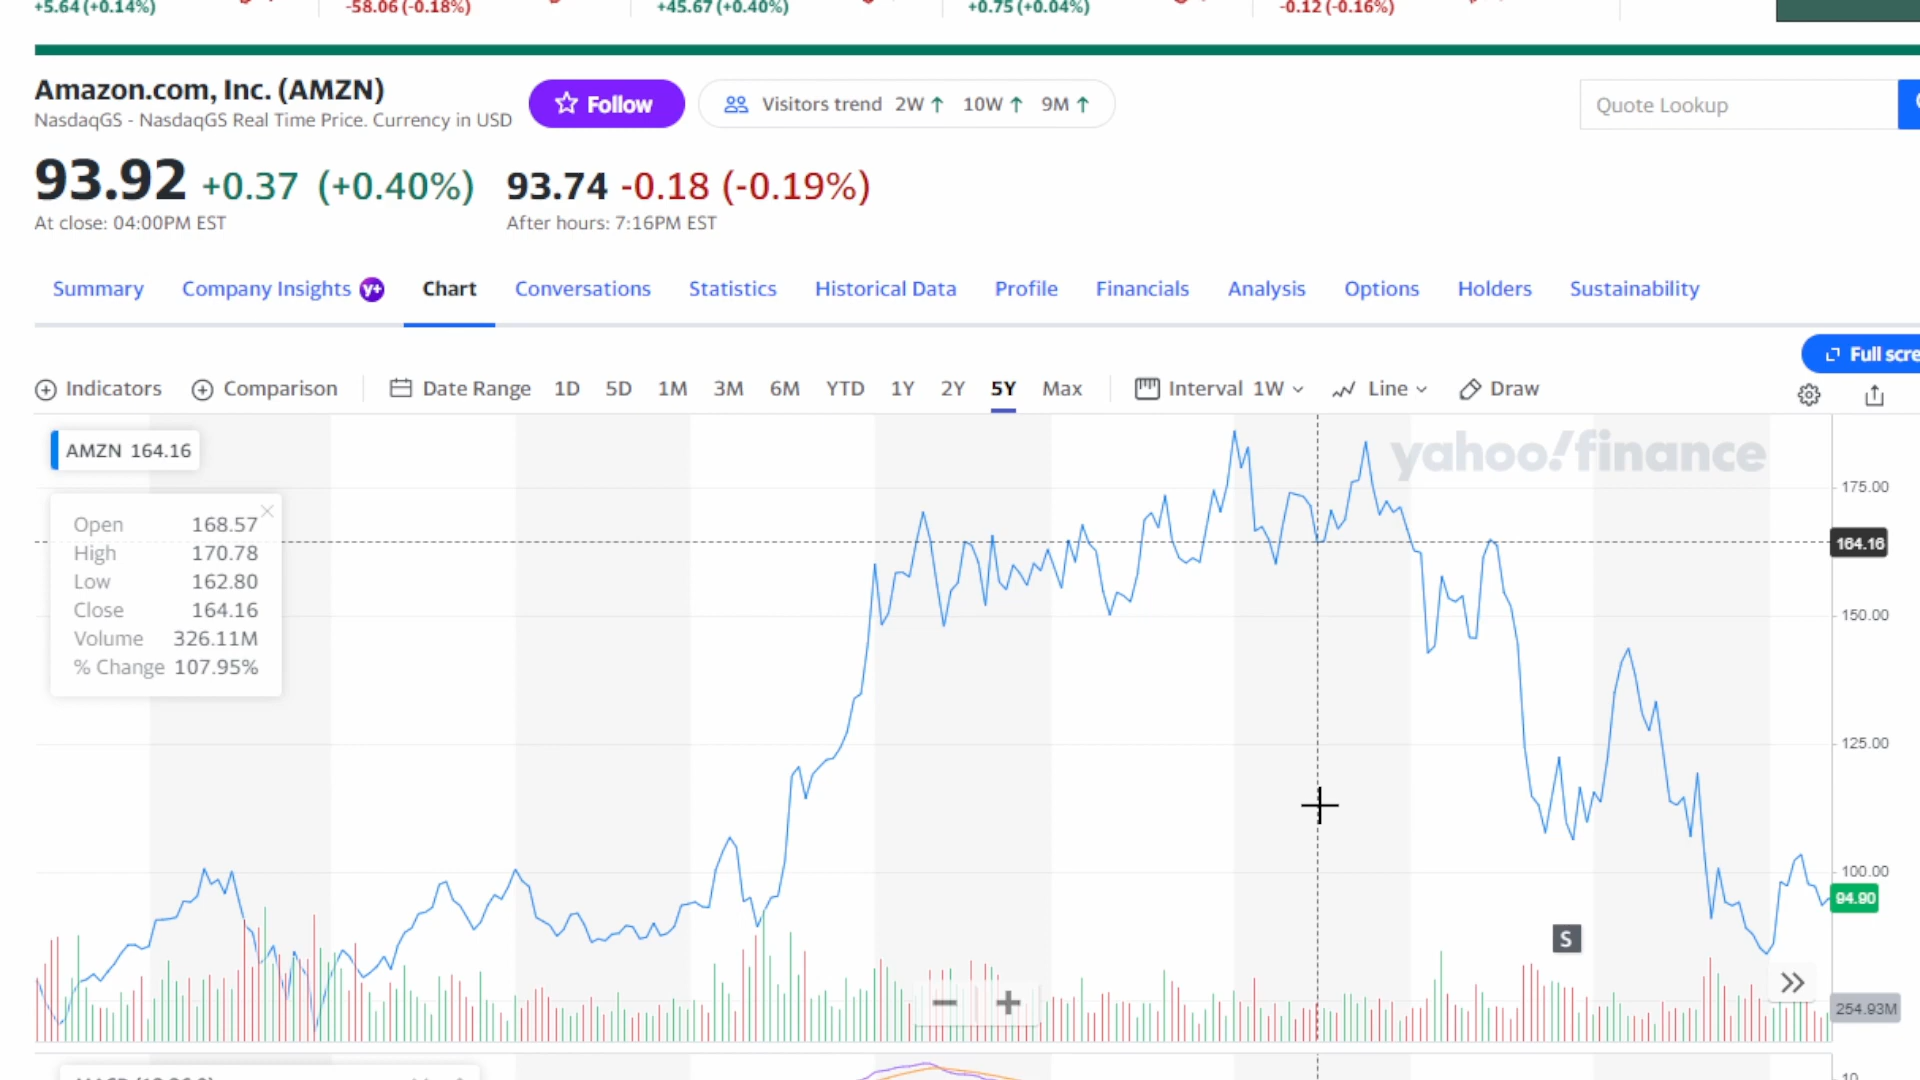 +5.64 (+0.14%) -58.06 (-0.18%) +45.67 (+0.40%) +0.75 (+0.04%) -0.12 (-0.16%)
Amazon.com, Inc. (AMZN)
NasdaqGS - NasdaqGS Real Time Price. Currency in USD
Follow
Visitors trend 2W 10W 9M
Quote Lookup
93.92 +0.37 (+0.40%) 93.74 -0.18 (-0.19%)
At close: 04:00PM EST After hours: 7:16PM EST
Summary Company Insights y+ Chart Conversations Statistics Historical Data Profile Financials Analysis Options Holders Sustainability
Full scre
Indicators Comparison Date Range 1D 5D 1M 3M 6M YTD 1Y 2Y 5Y Max Interval 1W Line Draw
AMZN 164.16
yahoo!finance
Open 168.57
High 170.78
Low 162.80
Close 164.16
Volume 326.11M
% Change 107.95%
175.00
164.16
150.00
125.00
100.00
94.90
S
254.93M